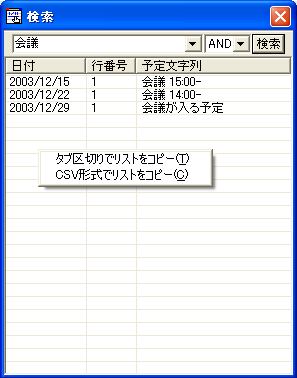 検索
会議 AND 検索
日付 行番号 予定文字列
2003/12/15 1 会議 15:00-
2003/12/22 1 会議 14:00-
2003/12/29 1 会議が入る予定
タブ区切りでリストをコピー(T)
CSV形式でリストをコピー(C)